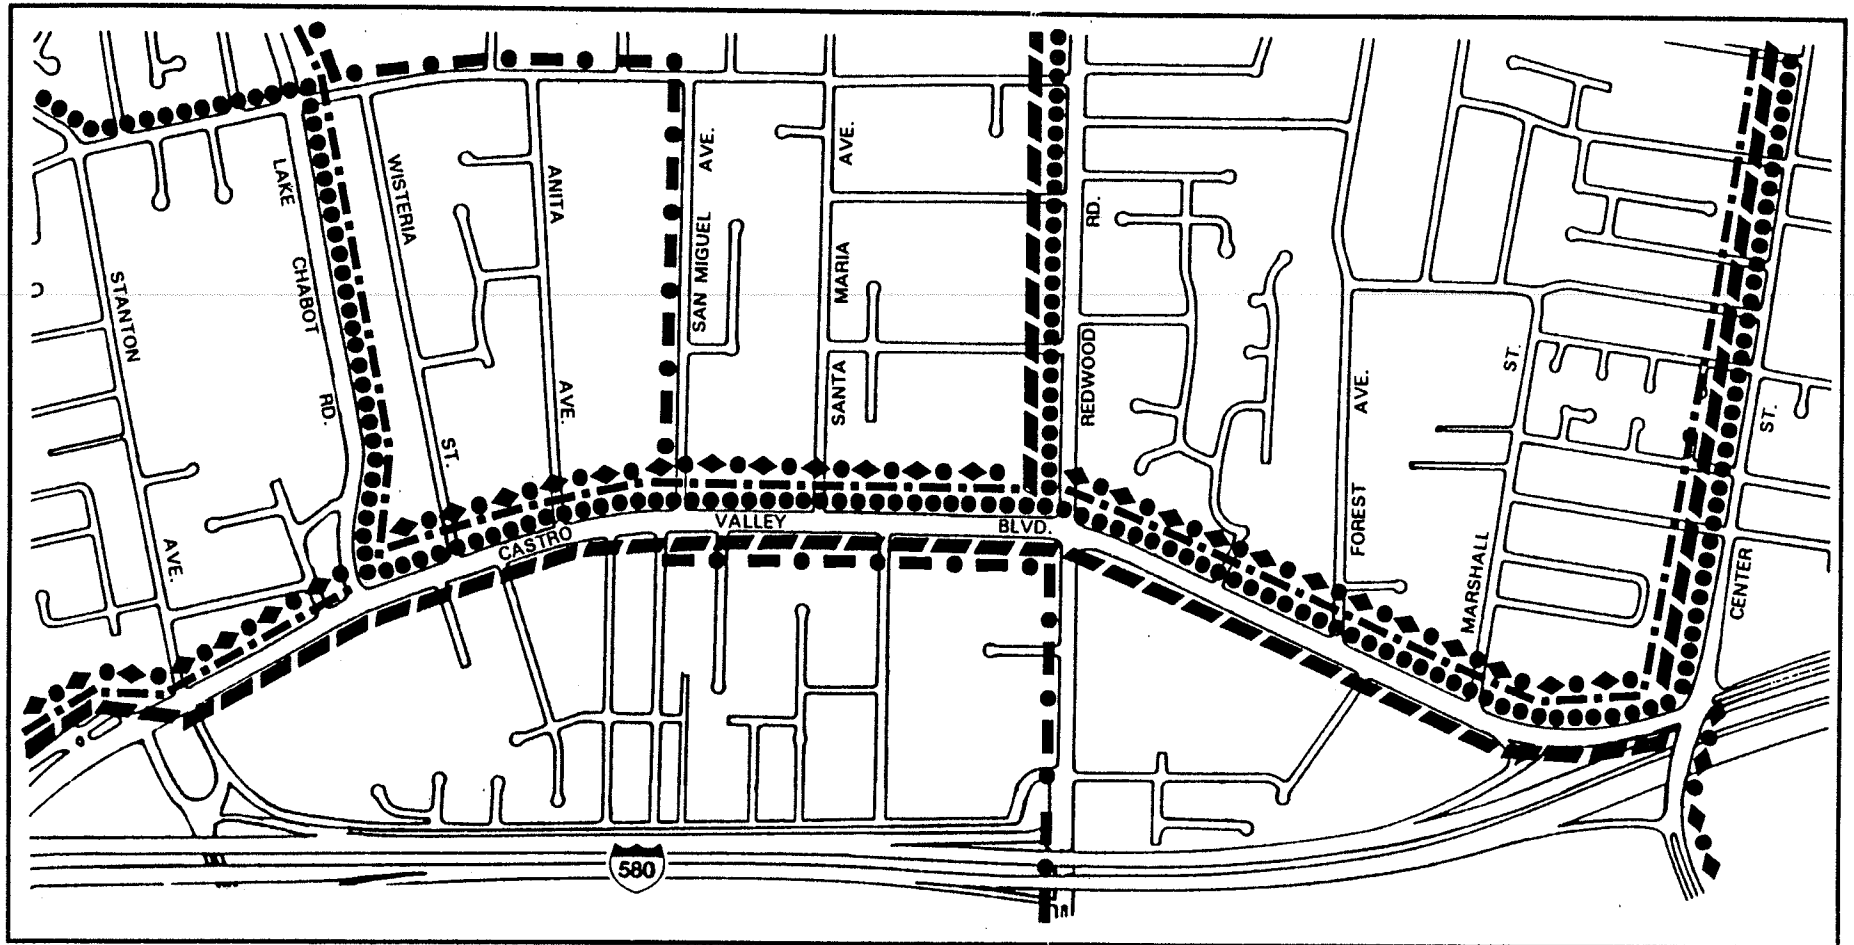 LAKE CHABOT RD.
WISTERIA ST.
ANITA AVE.
SAN MIGUEL AVE.
SANTA MARIA AVE.
REDWOOD RD.
STANTON AVE.
FOREST AVE.
MARSHALL ST.
CENTER ST.
CASTRO VALLEY BLVD.
580